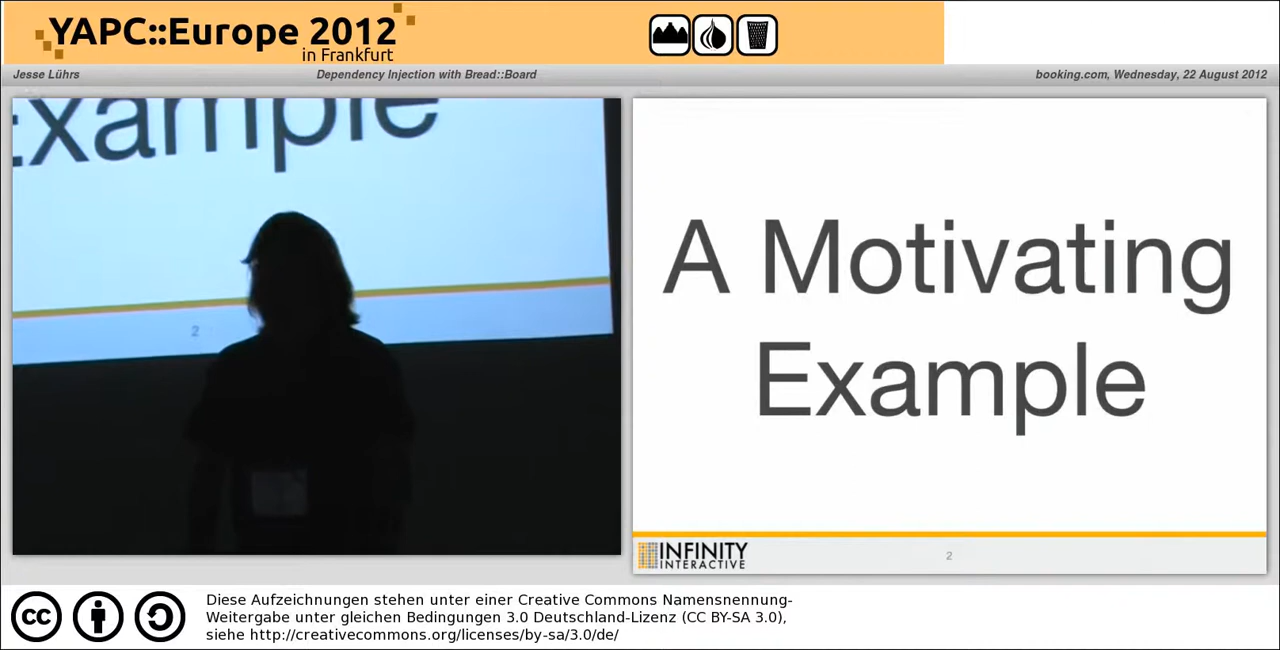 YAPC::Europe 2012
in Frankfurt
Jesse Lührs
Dependency Injection with Bread::Board
booking.com, Wednesday, 22 August 2012
Example
2
A Motivating
Example
INFINITY
INTERACTIVE
2
cc
Diese Aufzeichnungen stehen unter einer Creative Commons Namensnennung-
Weitergabe unter gleichen Bedingungen 3.0 Deutschland-Lizenz (CC BY-SA 3.0),
siehe http://creativecommons.org/licenses/by-sa/3.0/de/